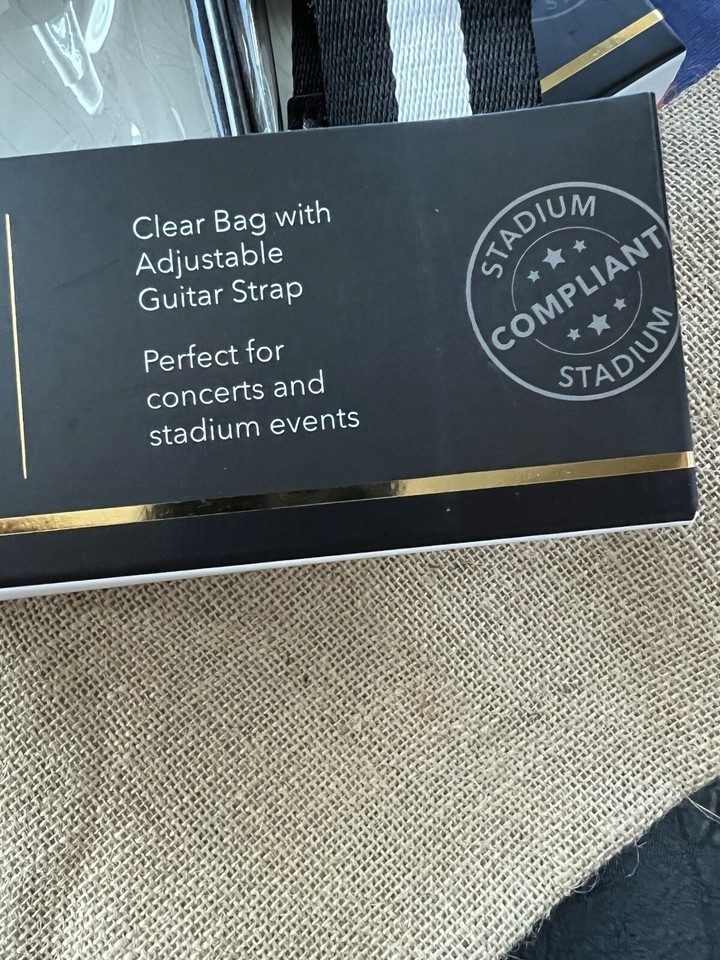 Clear Bag with
Adjustable
Guitar Strap
Perfect for
concerts and
stadium events
STADIUM
COMPLIANT
STADIUM